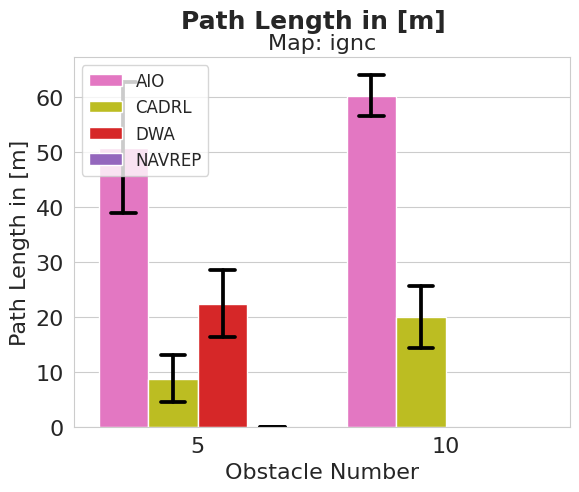 Path Length in [m]
Map: ignc
AIO
CADRL
DWA
NAVREP
Path Length in [m]
60
50
40
30
20
10
0
5
10
Obstacle Number